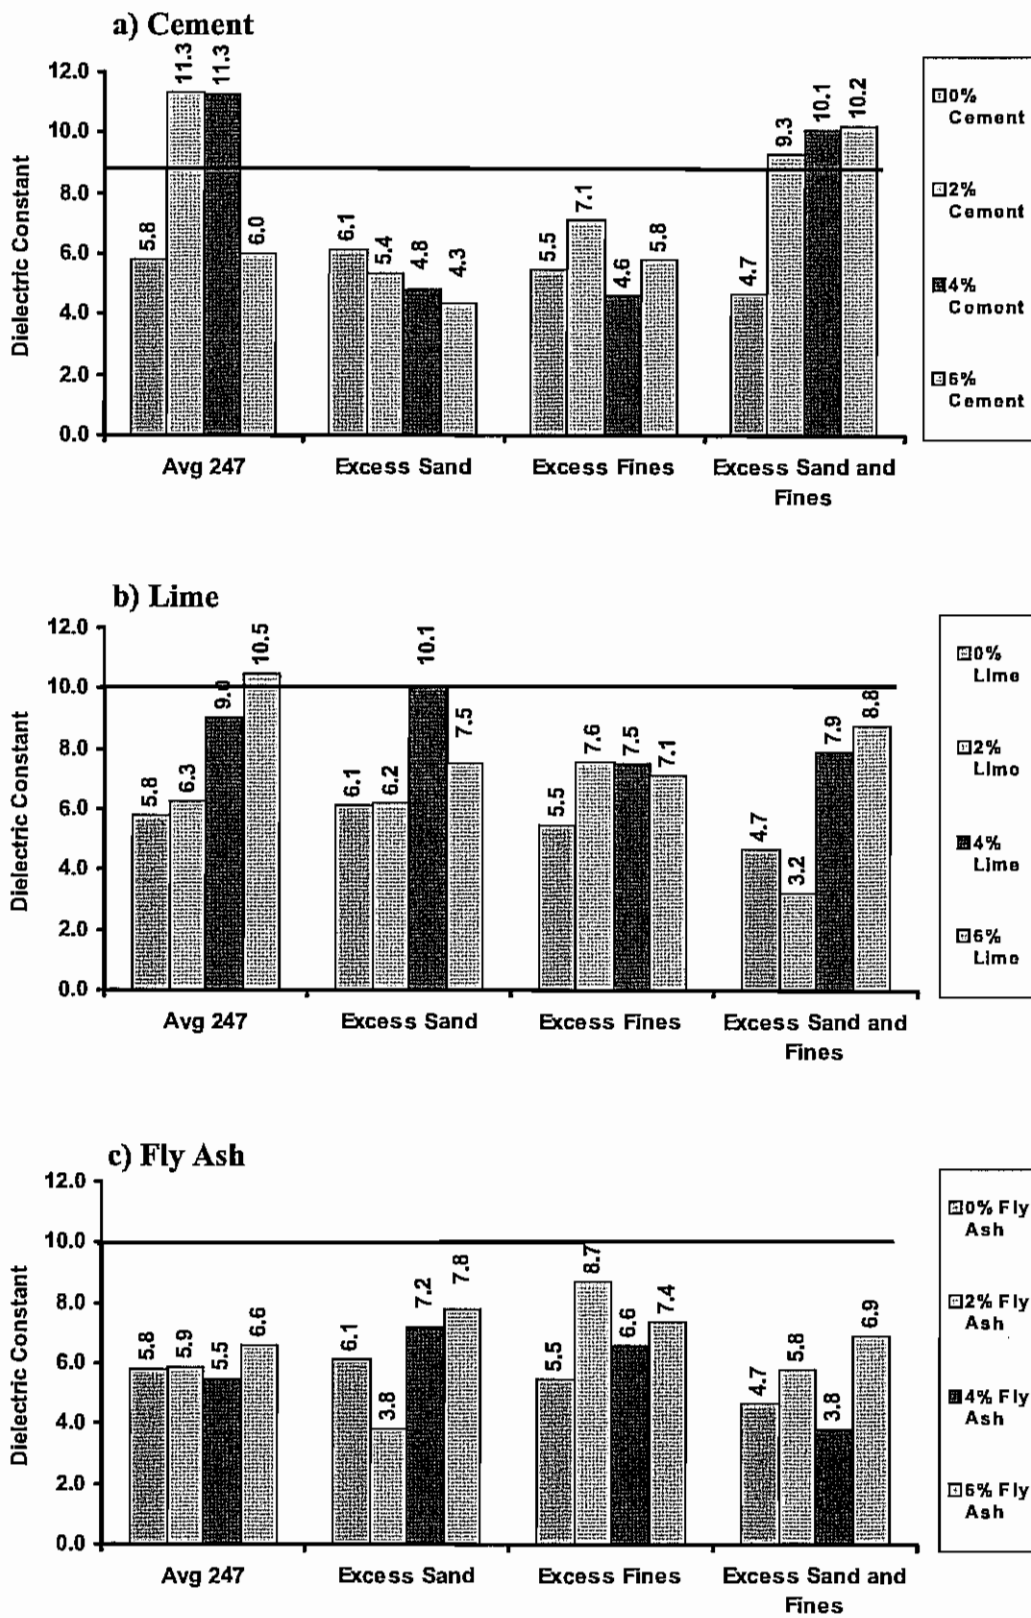 a) Cement
12.0
10.0
8.0
6.0
4.0
2.0
0.0
Dielectric Constant
5.8
11.3
11.3
6.0
6.1
5.4
4.8
4.3
5.5
7.1
4.6
5.8
4.7
9.3
10.1
10.2
Avg 247
Excess Sand
Excess Fines
Excess Sand and
Fines
0%
Cement
2%
Cement
4%
Cement
6%
Cement
b) Lime
12.0
10.0
8.0
6.0
4.0
2.0
0.0
Dielectric Constant
5.8
6.3
9.0
10.5
6.1
6.2
10.1
7.5
5.5
7.6
7.5
7.1
4.7
3.2
7.9
8.8
Avg 247
Excess Sand
Excess Fines
Excess Sand and
Fines
0%
Lime
2%
Lime
4%
Lime
6%
Lime
c) Fly Ash
12.0
10.0
8.0
6.0
4.0
2.0
0.0
Dielectric Constant
5.8
5.9
5.5
6.6
6.1
3.8
7.2
7.8
5.5
8.7
6.6
7.4
4.7
5.8
3.8
6.9
Avg 247
Excess Sand
Excess Fines
Excess Sand and
Fines
0% Fly
Ash
2% Fly
Ash
4% Fly
Ash
6% Fly
Ash